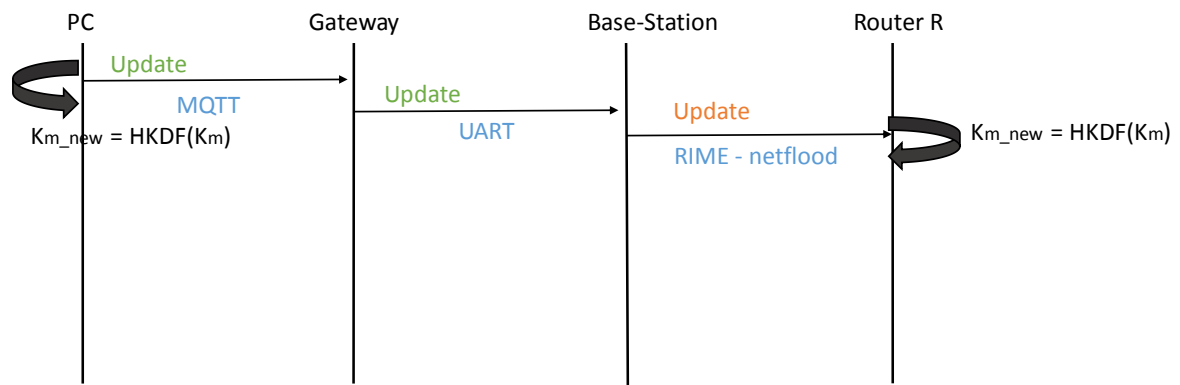 PC
Gateway
Base-Station
Router R
Update
MQTT
Km_new = HKDF(Km)
Update
UART
Update
RIME - netflood
Km_new = HKDF(Km)